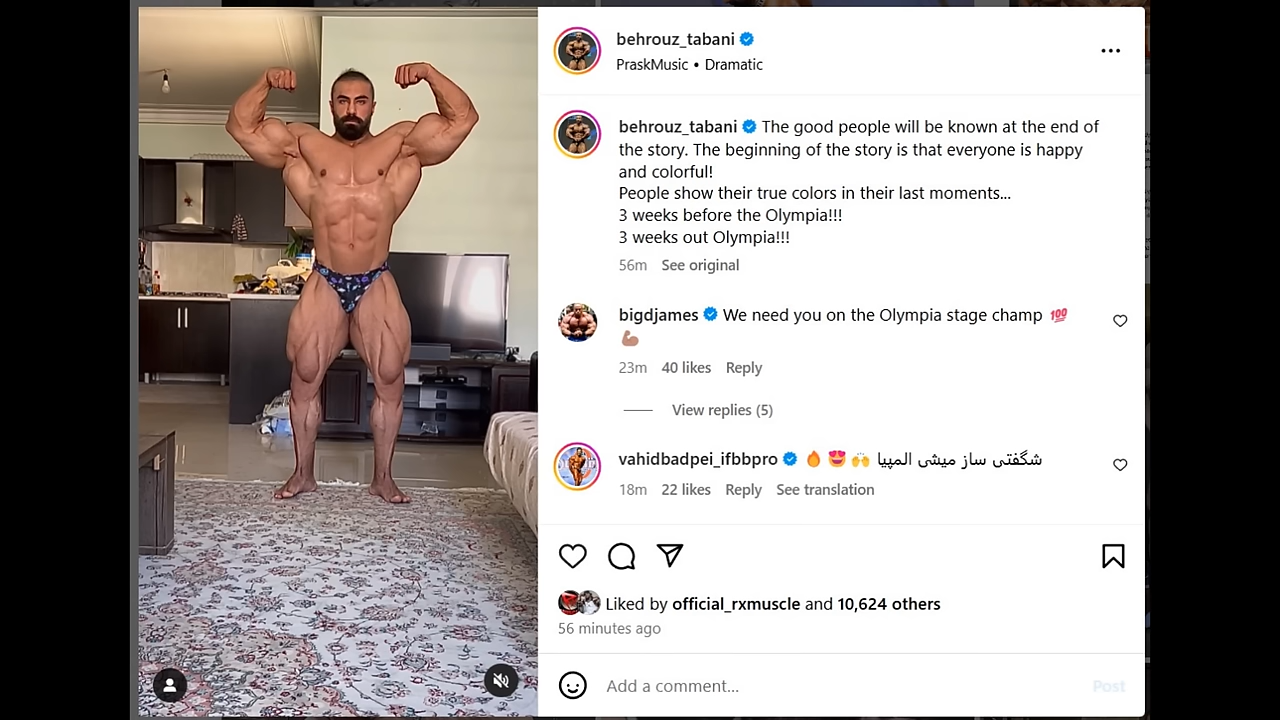 behrouz_tabani
PraskMusic • Dramatic
behrouz_tabani The good people will be known at the end of
the story. The beginning of the story is that everyone is happy
and colorful!
People show their true colors in their last moments...
3 weeks before the Olympia!!!
3 weeks out Olympia!!!
56m See original
bigdjames We need you on the Olympia stage champ 💯
💪🏽
23m 40 likes Reply
View replies (5)
vahidbadpei_ifbbpro 🔥 😍 🙌 شگفتی ساز میشی المپیا
18m 22 likes Reply See translation
Liked by official_rxmuscle and 10,624 others
56 minutes ago
Add a comment...
Post